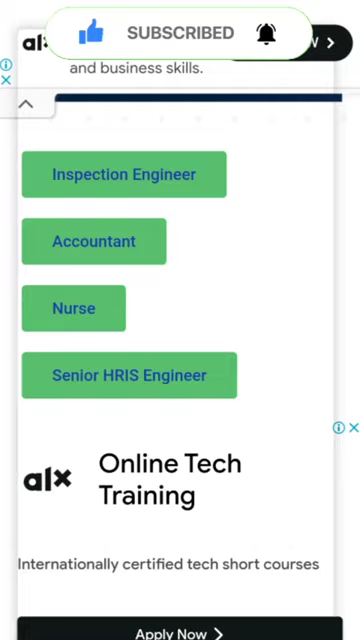 SUBSCRIBED
alx
W
and business skills.
Inspection Engineer
Accountant
Nurse
Senior HRIS Engineer
alx
Online Tech
Training
Internationally certified tech short courses
Apply Now